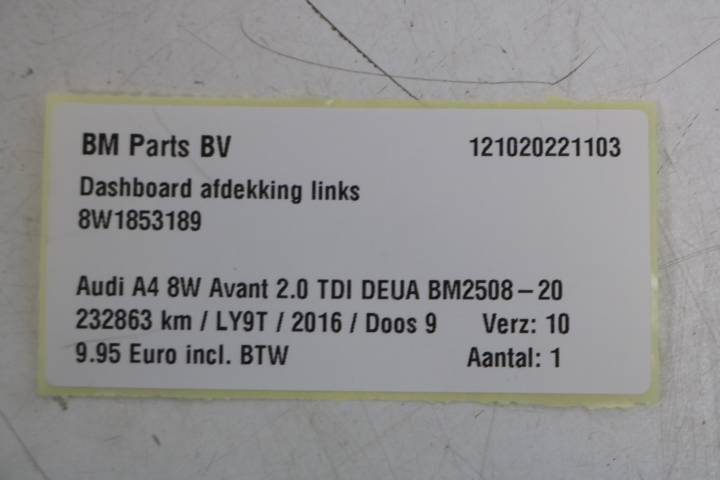 BM Parts BV 121020221103
Dashboard afdekking links
8W1853189
Audi A4 8W Avant 2.0 TDI DEUA BM2508-20
232863 km / LY9T / 2016 / Doos 9 Verz: 10
9.95 Euro incl. BTW Aantal: 1